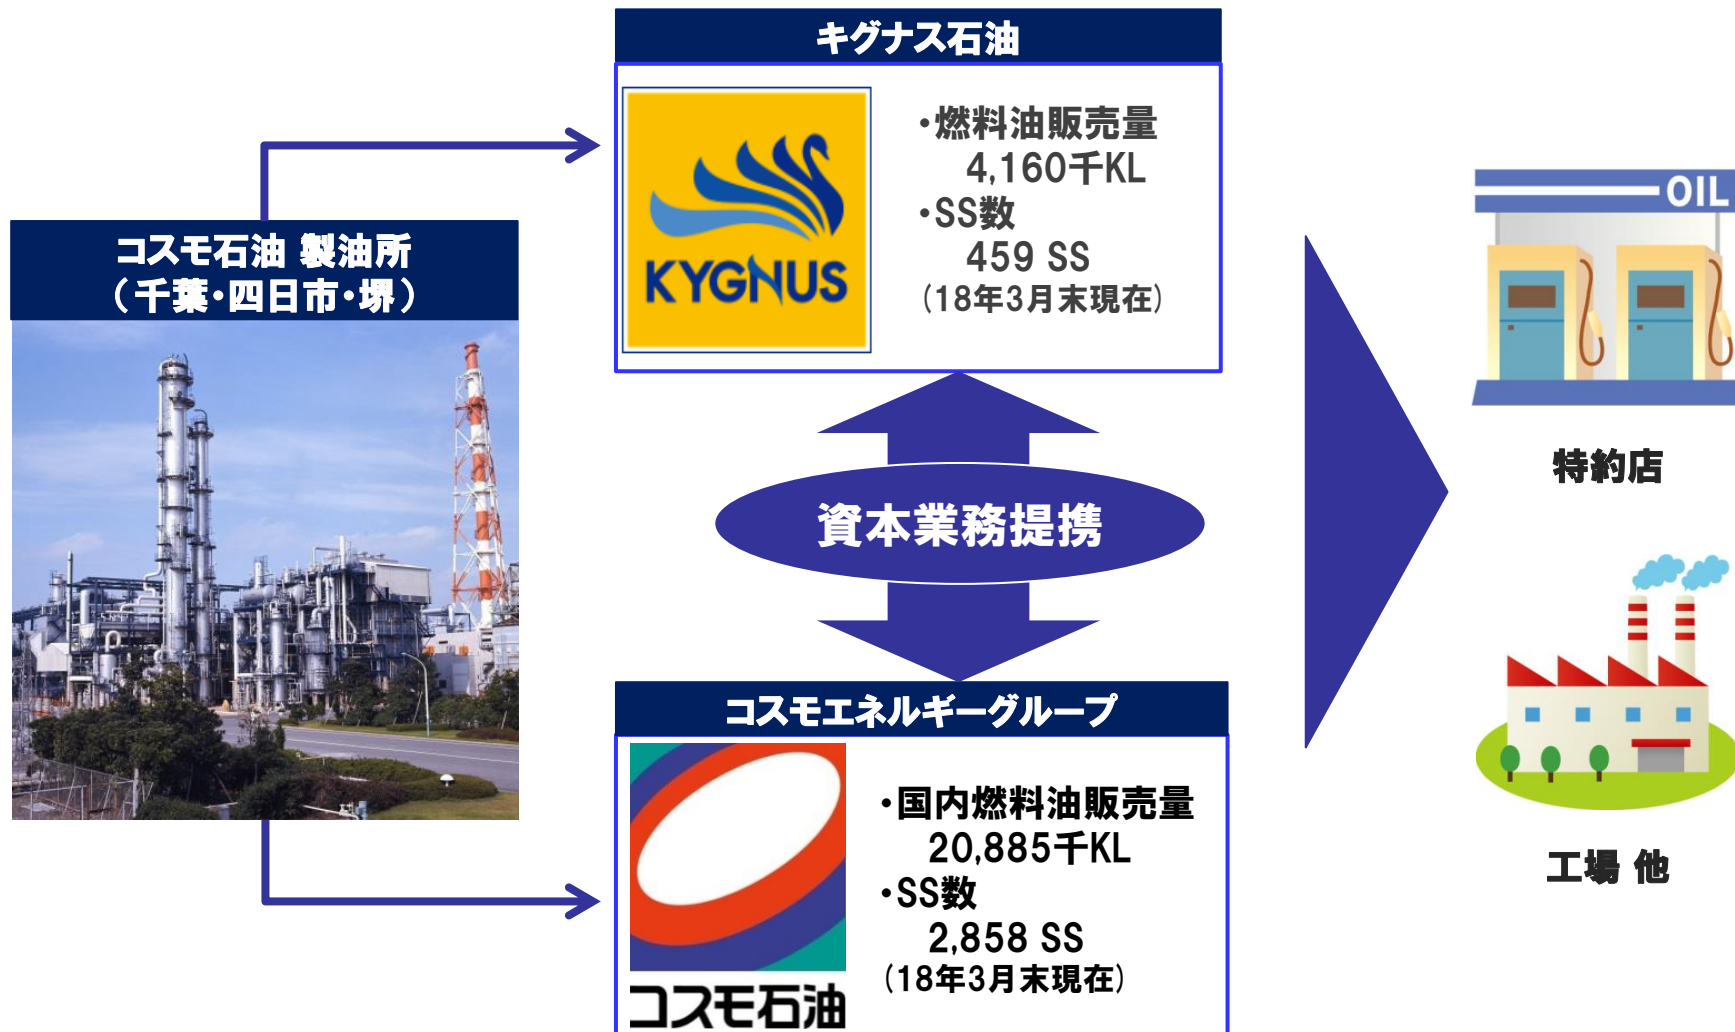 コスモ石油 製油所
（千葉・四日市・堺）
キグナス石油
KYGNUS
・燃料油販売量
4,160千KL
・SS数
459 SS
(18年3月末現在)
資本業務提携
コスモエネルギーグループ
コスモ石油
・国内燃料油販売量
20,885千KL
・SS数
2,858 SS
(18年3月末現在)
OIL
特約店
工場 他